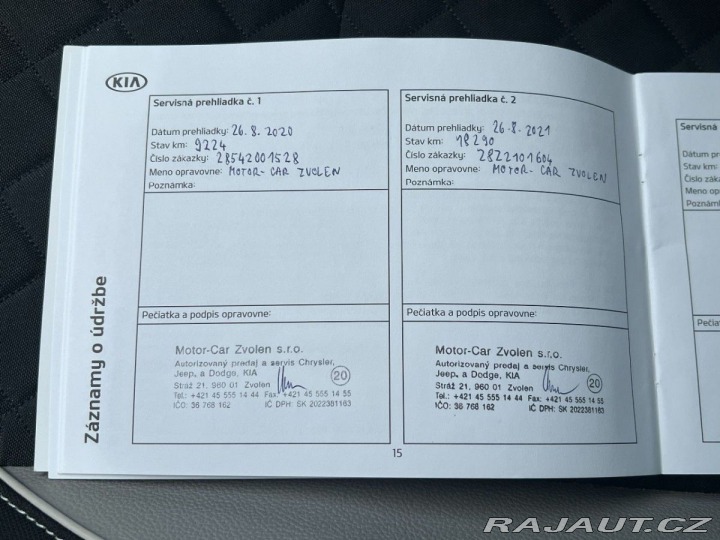 KIA
Záznamy o údržbe
Servisná prehliadka č. 1
Dátum prehliadky: 26.8.2020
Stav km: 9224
Číslo zákazky: 28542001528
Meno opravovne: MOTOR-CAR ZVOLEN
Poznámka:
Pečiatka a podpis opravovne:
Motor-Car Zvolen s.r.o.
Autorizovaný predaj a servis Chrysler,
Jeep, a Dodge, KIA
20
Stráž 21, 960 01 Zvolen
Tel.: +421 45 555 14 44 Fax: +421 45 555 14 55
IČO: 36 768 162 IČ DPH: SK 2022381163
Servisná prehliadka č. 2
Dátum prehliadky: 26.8.2021
Stav km: 18290
Číslo zákazky: 2822101604
Meno opravovne: MOTOR-CAR ZVOLEN
Poznámka:
Pečiatka a podpis opravovne:
Motor-Car Zvolen s.r.o.
Autorizovaný predaj a servis Chrysler,
Jeep, a Dodge, KIA
20
Stráž 21, 960 01 Zvolen
Tel.: +421 45 555 14 44 Fax: +421 45 555 14 55
IČO: 36 768 162 IČ DPH: SK 2022381163
15
Servisná
Dátum pr
Stav km:
Číslo záka
Meno opra
Poznámk
Pečia
RAJAUT.CZ